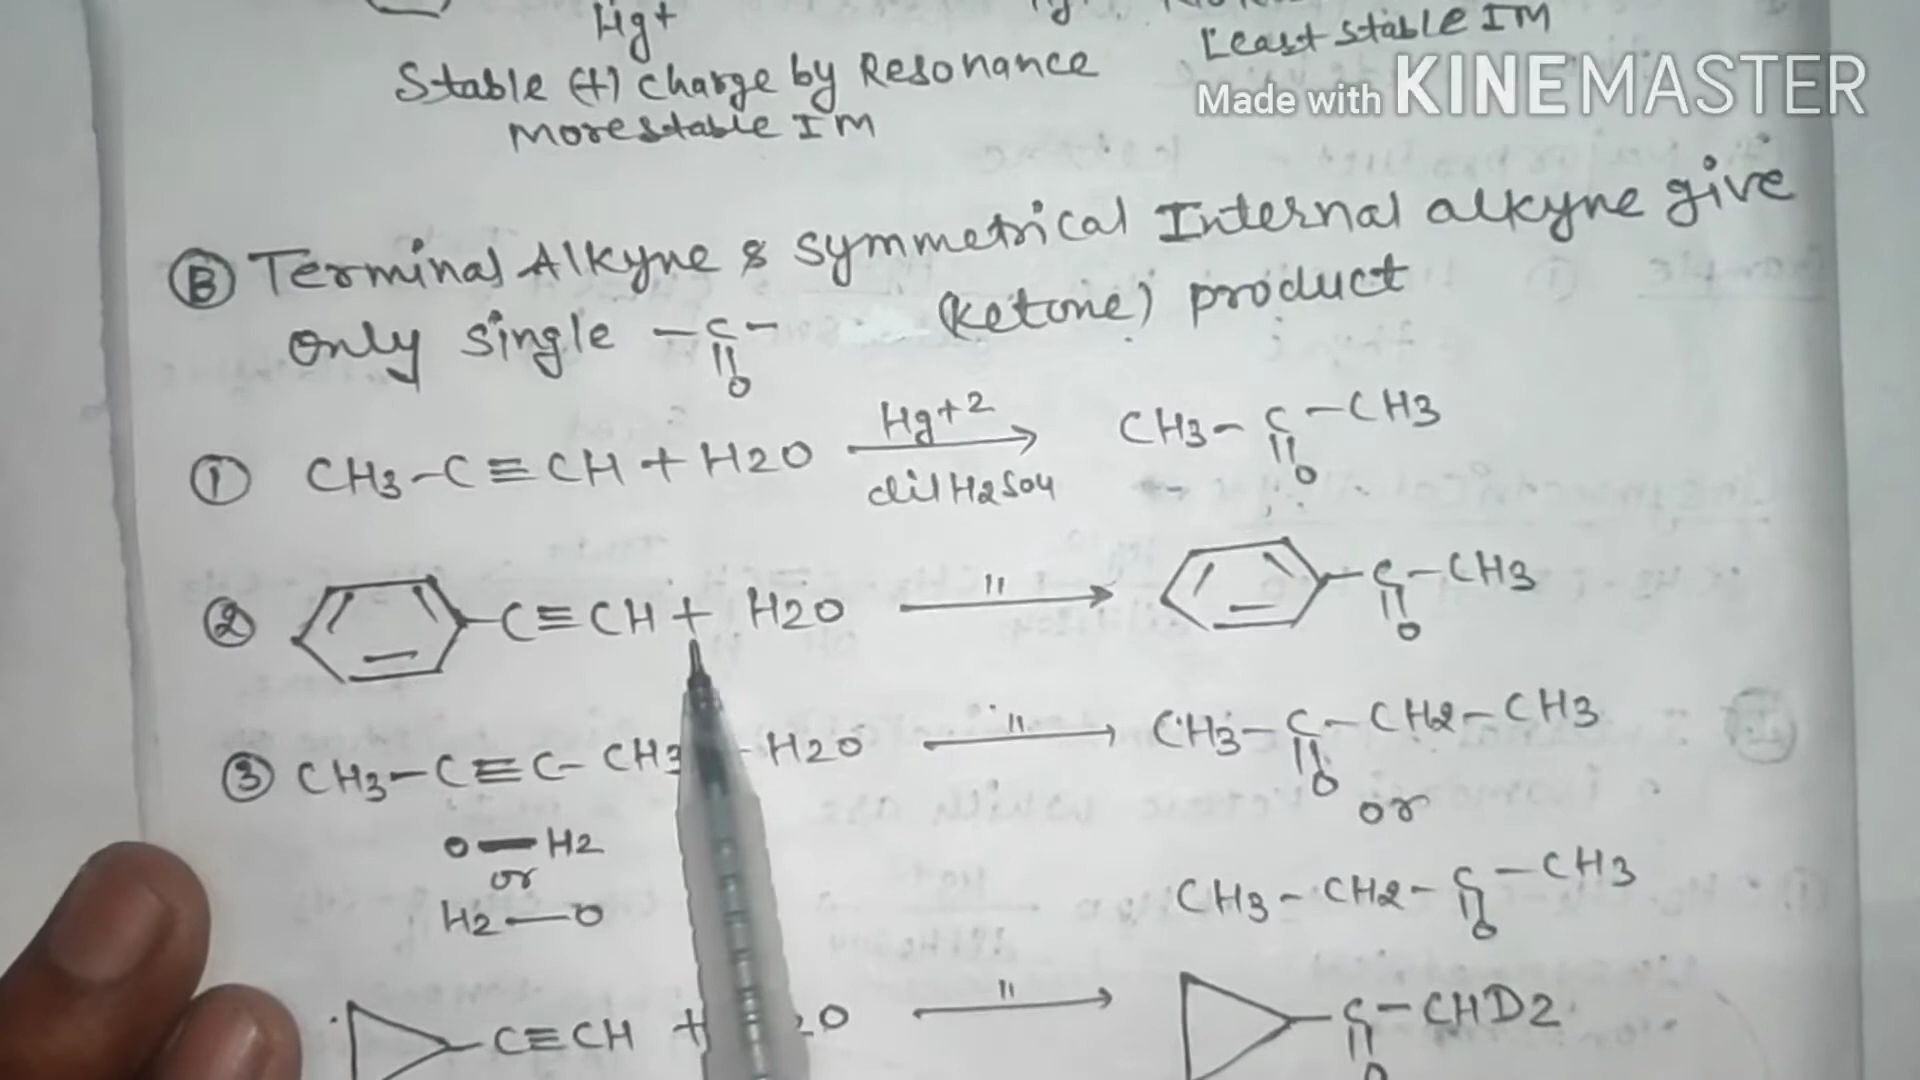 Hg+
Least stable IM
Stable (+) charge by Resonance
More stable IM
Made with KINEMASTER
Ⓑ Terminal Alkyne & symmetrical Internal alkyne give
only single -C- (ketone) product
||
O
① CH3-C≡CH + H2O Hg+2 CH3-C-CH3
dil H2SO4 ||
O
② -C≡CH + H2O 〃 -C-CH3
||
O
③ CH3-C≡C-CH3 -H2O 〃 CH3-C-CH2-CH3
||
O
or
O-H2
or
H2-O
CH3-CH2-C-CH3
||
O
-C≡CH + 2O 〃 -C-CHD2
||
O